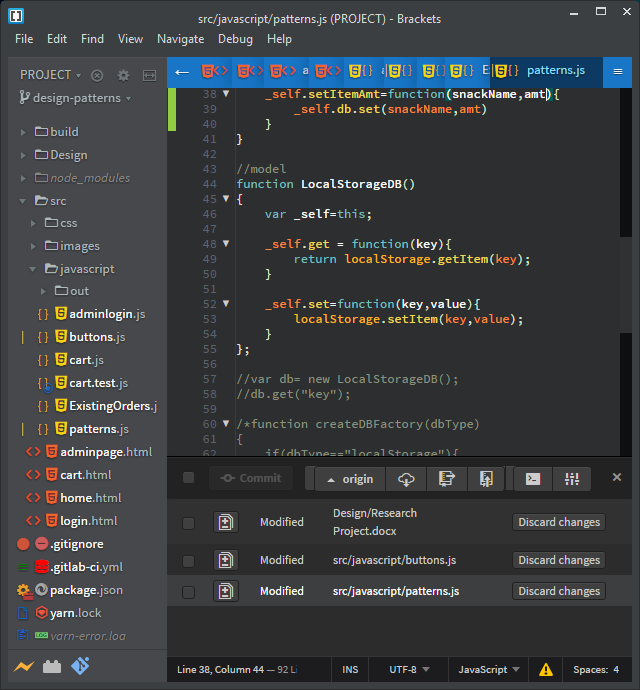 src/javascript/patterns.js (PROJECT) - Brackets
File Edit Find View Navigate Debug Help
PROJECT
design-patterns
build
Design
node_modules
src
css
images
javascript
out
adminlogin.js
buttons.js
cart.js
cart.test.js
ExistingOrders.j
patterns.js
adminpage.html
cart.html
home.html
login.html
.gitignore
.gitlab-ci.yml
package.json
yarn.lock
yarn-error.log
patterns.js
38 _self.setItemAmt=function(snackName,amt){
39 _self.db.set(snackName,amt)
40 }
41 }
42
43 //model
44 function LocalStorageDB()
45 {
46 var _self=this;
47
48 _self.get = function(key){
49 return localStorage.getItem(key);
50 }
51
52 _self.set=function(key,value){
53 localStorage.setItem(key,value);
54 }
55 };
56
57 //var db= new LocalStorageDB();
58 //db.get("key");
59
60 /*function createDBFactory(dbType)
61 {
62 if(dbType=="localStorage"){
Commit origin
Modified Design/Research Project.docx Discard changes
Modified src/javascript/buttons.js Discard changes
Modified src/javascript/patterns.js Discard changes
Line 38, Column 44 — 92 Li INS UTF-8 JavaScript Spaces: 4